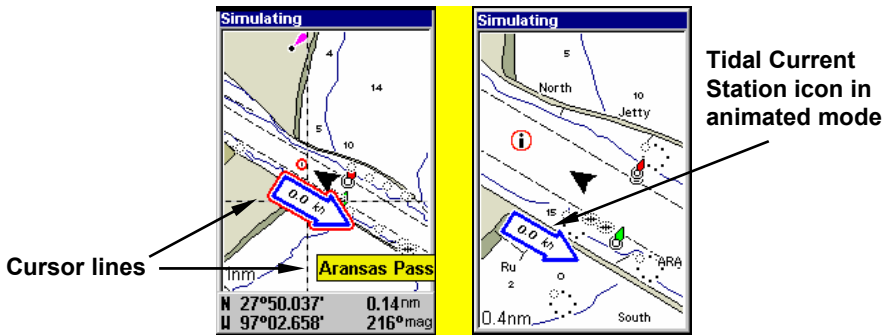 Simulating
4
14
5
10
0.0 kn
Aransas Pass
1nm
N 27°50.037' 0.14nm
W 97°02.658' 216°mag
Cursor lines
Simulating
5
North
10
Jetty
i
15
0.0 kn
ARA
Ru
2
0
South
0.4nm
Tidal Current
Station icon in
animated mode